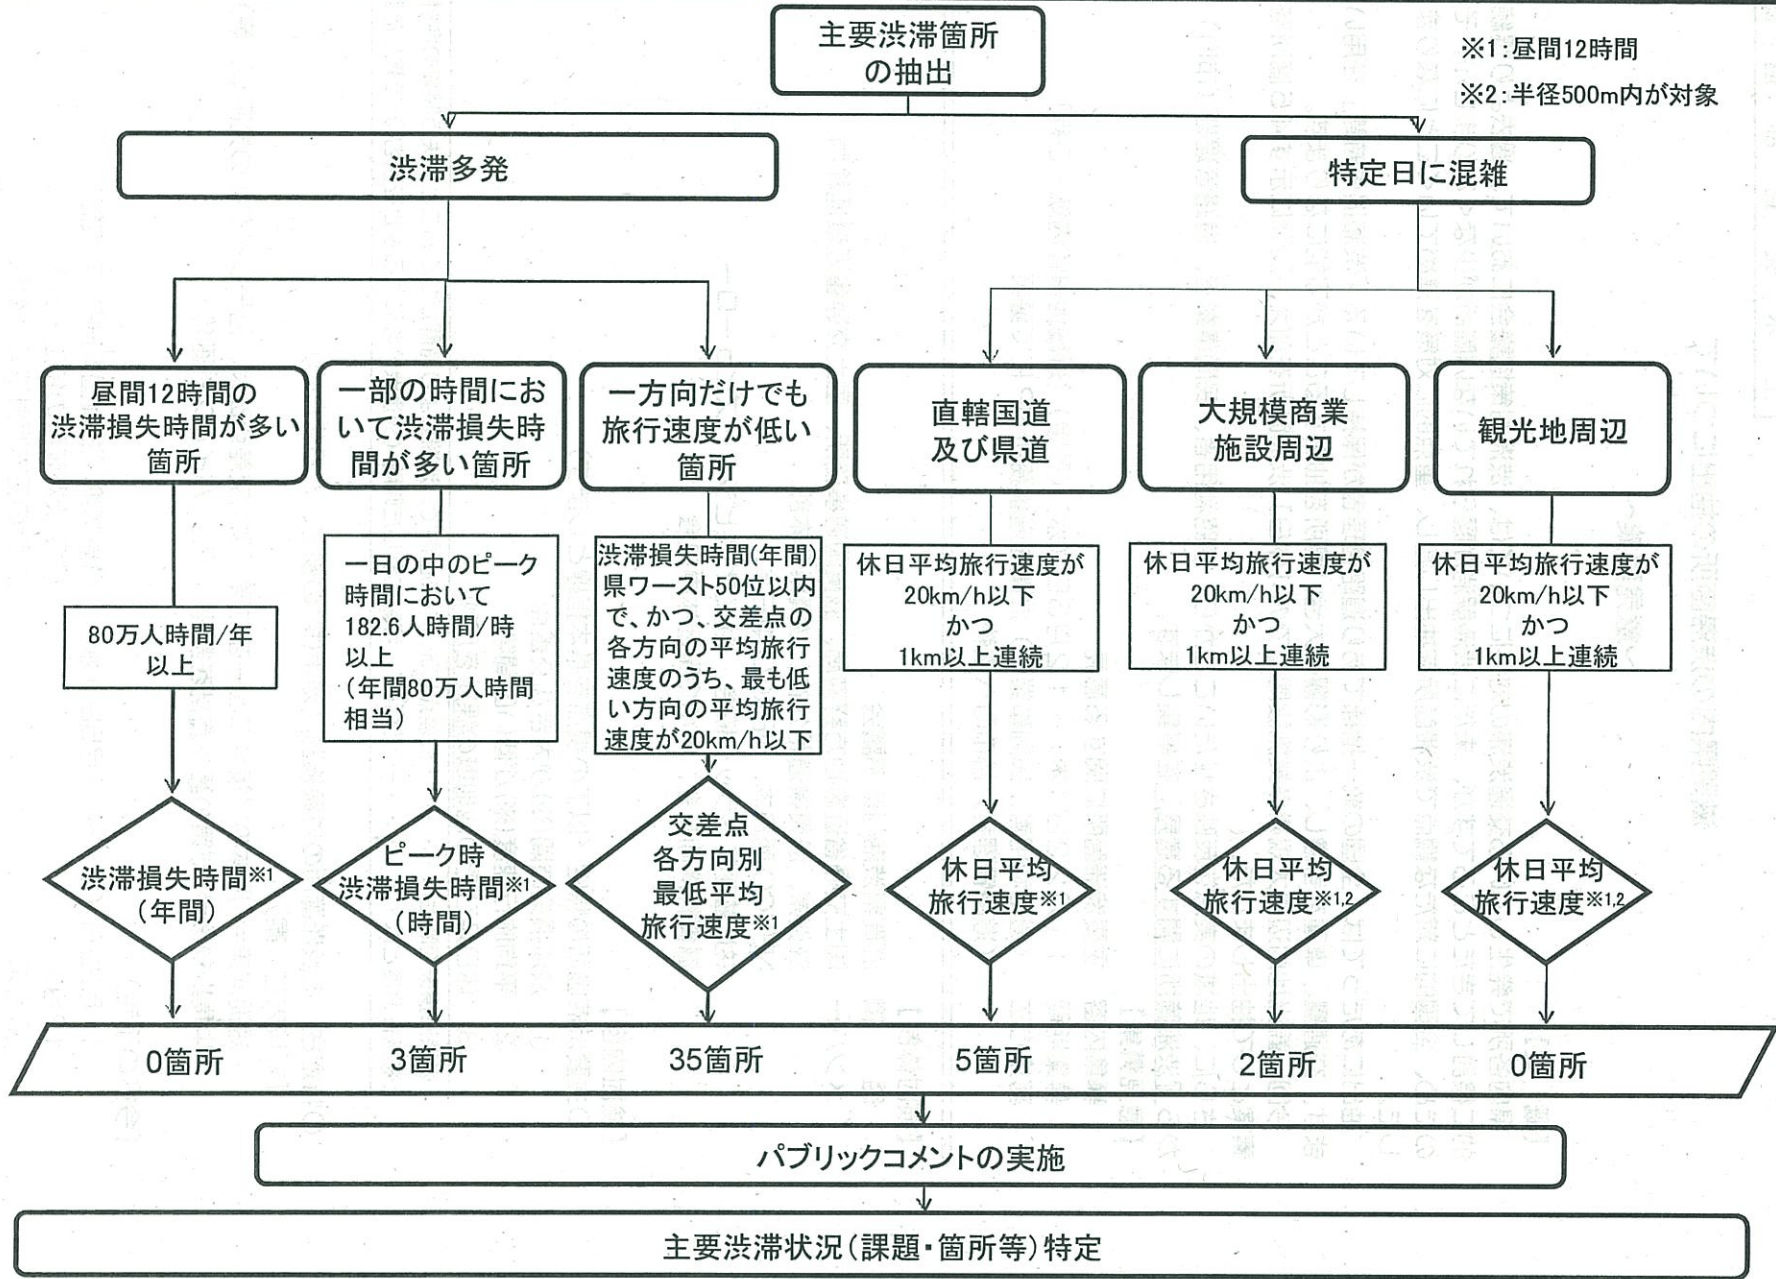 主要渋滞箇所
の抽出
※1:昼間12時間
※2:半径500m内が対象
渋滞多発
特定日に混雑
昼間12時間の
渋滞損失時間が多い
箇所
一部の時間にお
いて渋滞損失時
間が多い箇所
一方向だけでも
旅行速度が低い
箇所
直轄国道
及び県道
大規模商業
施設周辺
観光地周辺
80万人時間/年
以上
一日の中のピーク
時間において
182.6人時間/時
以上
(年間80万人時間
相当)
渋滞損失時間(年間)
県ワースト50位以内
で、かつ、交差点の
各方向の平均旅行
速度のうち、最も低
い方向の平均旅行
速度が20km/h以下
休日平均旅行速度が
20km/h以下
かつ
1km以上連続
休日平均旅行速度が
20km/h以下
かつ
1km以上連続
休日平均旅行速度が
20km/h以下
かつ
1km以上連続
渋滞損失時間※1
(年間)
ピーク時
渋滞損失時間※1
(時間)
交差点
各方向別
最低平均
旅行速度※1
休日平均
旅行速度※1
休日平均
旅行速度※1,2
休日平均
旅行速度※1,2
0箇所
3箇所
35箇所
5箇所
2箇所
0箇所
パブリックコメントの実施
主要渋滞状況(課題・箇所等)特定